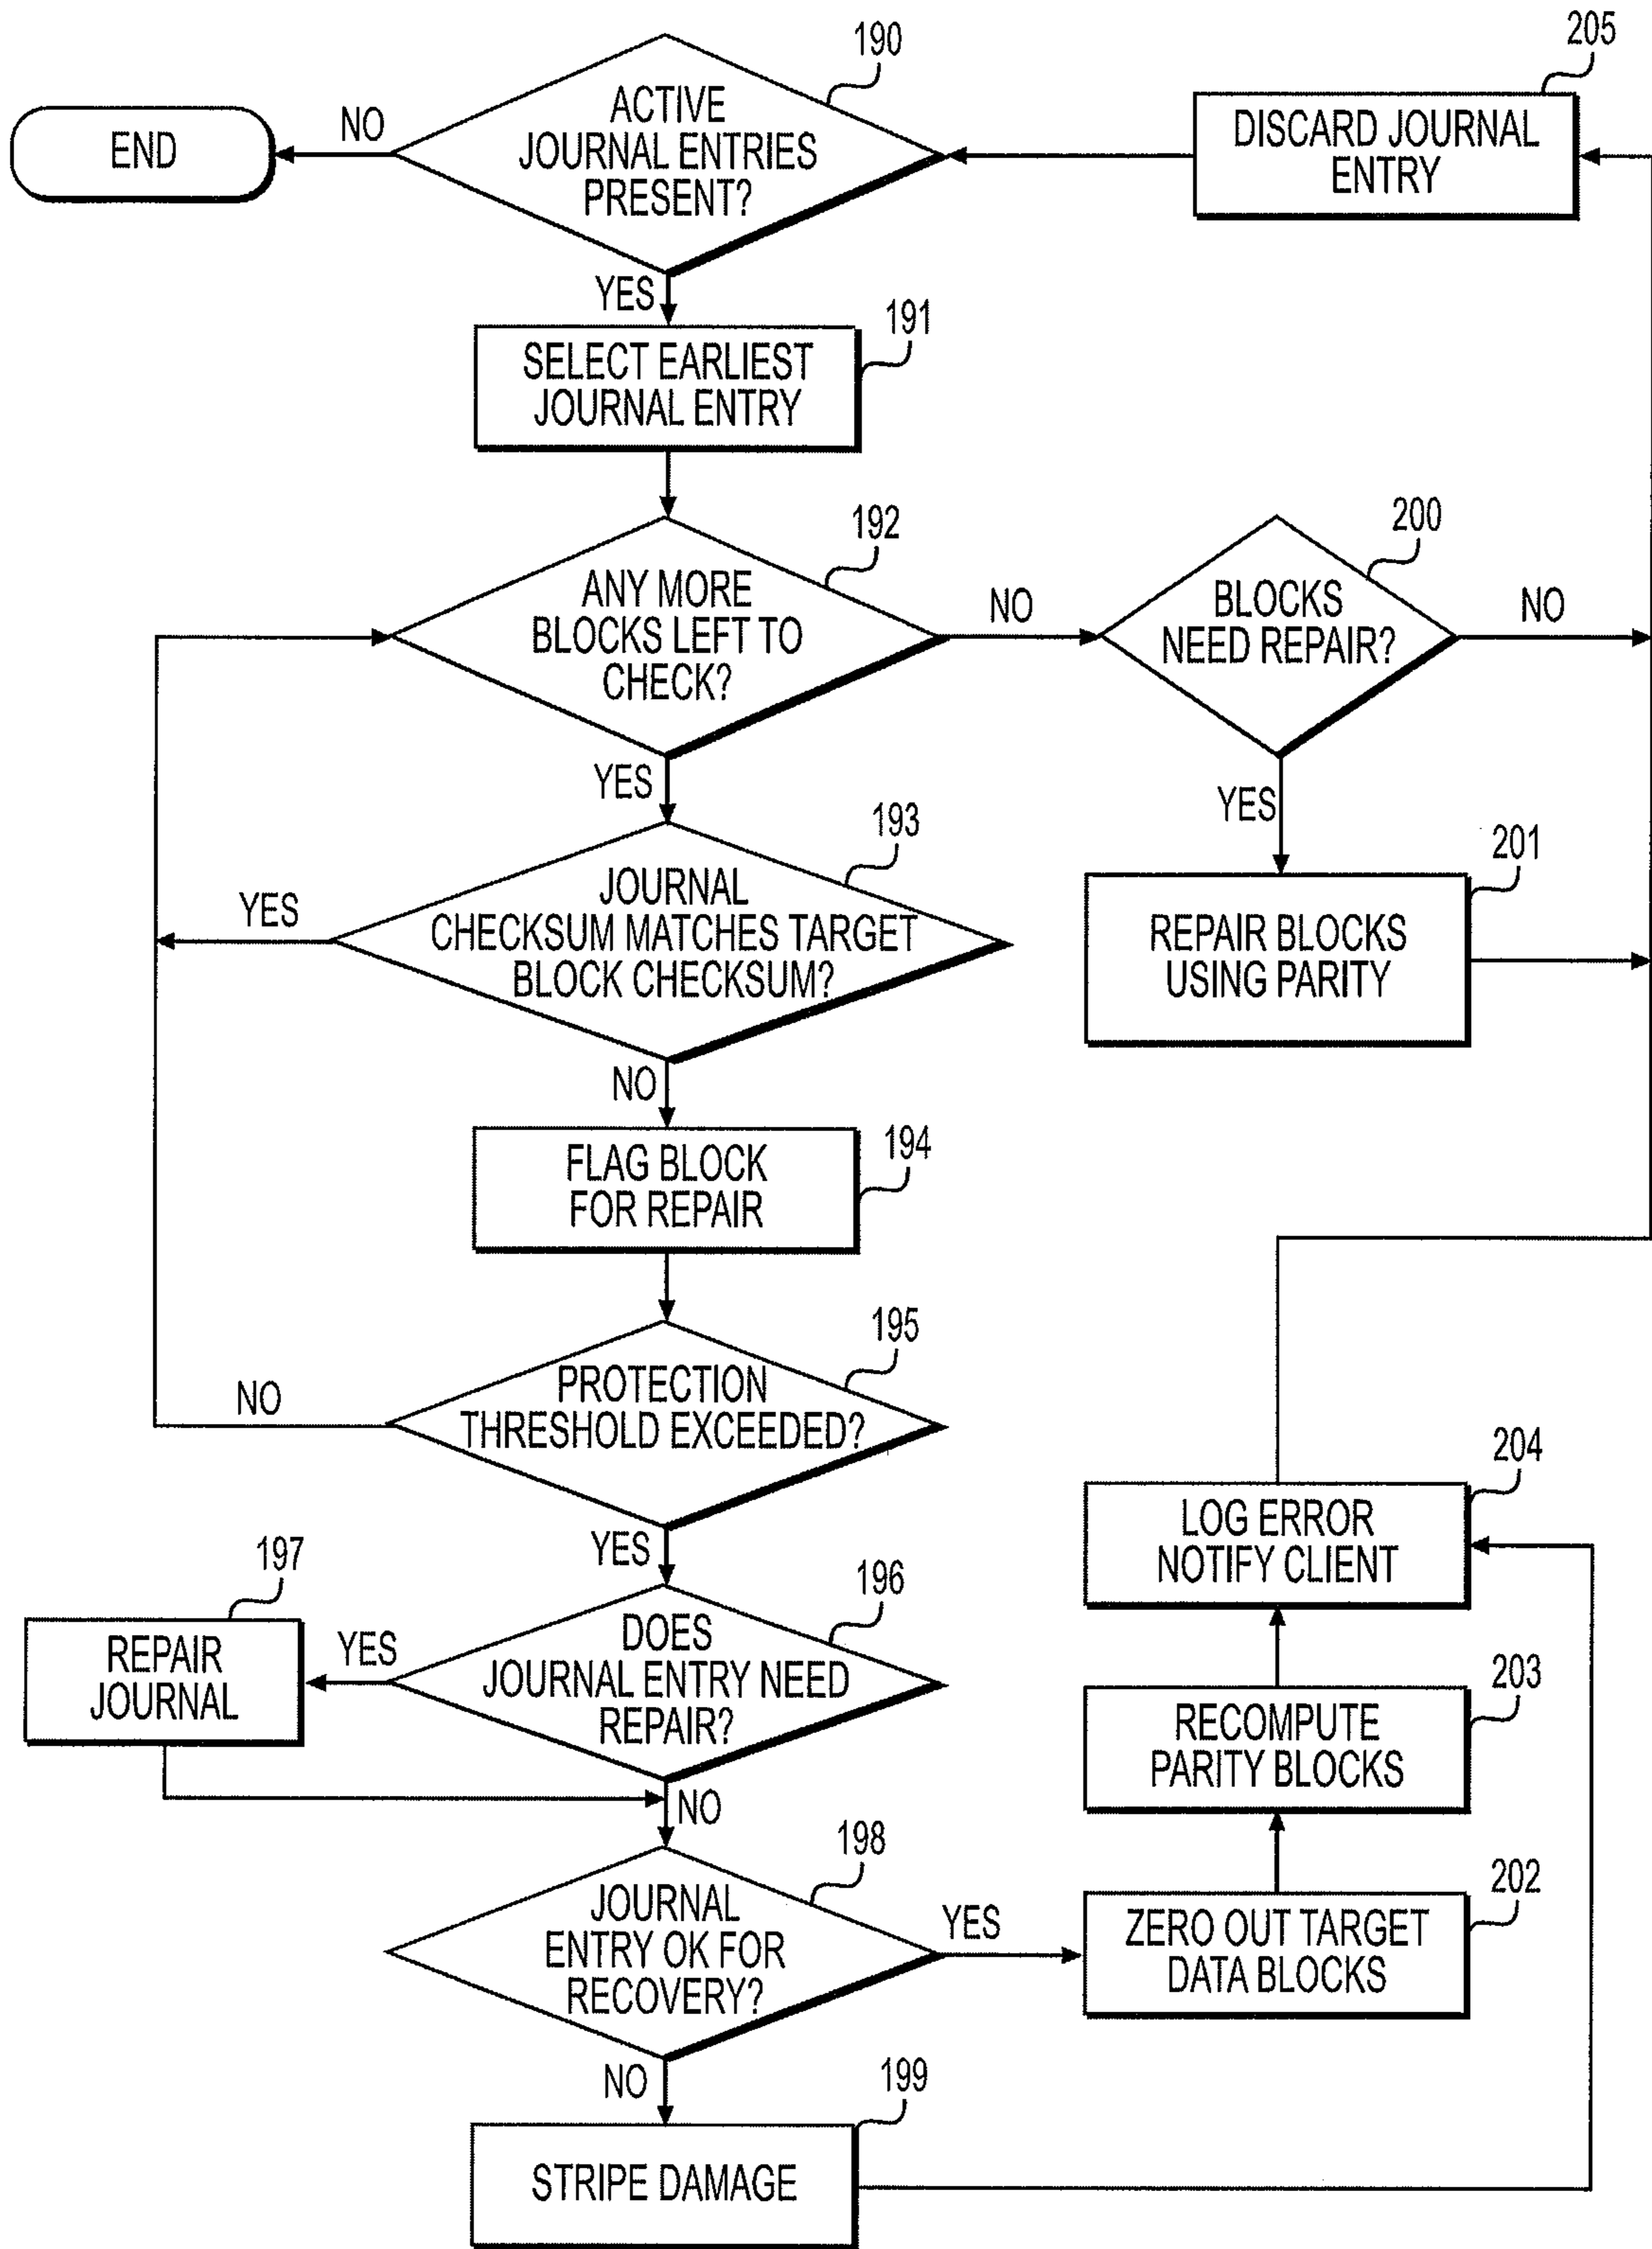 190
205
END
NO
ACTIVE
JOURNAL ENTRIES
PRESENT?
DISCARD JOURNAL
ENTRY
YES
191
SELECT EARLIEST
JOURNAL ENTRY
192
200
ANY MORE
BLOCKS LEFT TO
CHECK?
NO
BLOCKS
NEED REPAIR?
NO
YES
YES
193
201
YES
JOURNAL
CHECKSUM MATCHES TARGET
BLOCK CHECKSUM?
REPAIR BLOCKS
USING PARITY
NO
194
FLAG BLOCK
FOR REPAIR
195
NO
PROTECTION
THRESHOLD EXCEEDED?
204
LOG ERROR
NOTIFY CLIENT
YES
197
196
REPAIR
JOURNAL
YES
DOES
JOURNAL ENTRY NEED
REPAIR?
203
RECOMPUTE
PARITY BLOCKS
NO
198
202
JOURNAL
ENTRY OK FOR
RECOVERY?
YES
ZERO OUT TARGET
DATA BLOCKS
NO
199
STRIPE DAMAGE